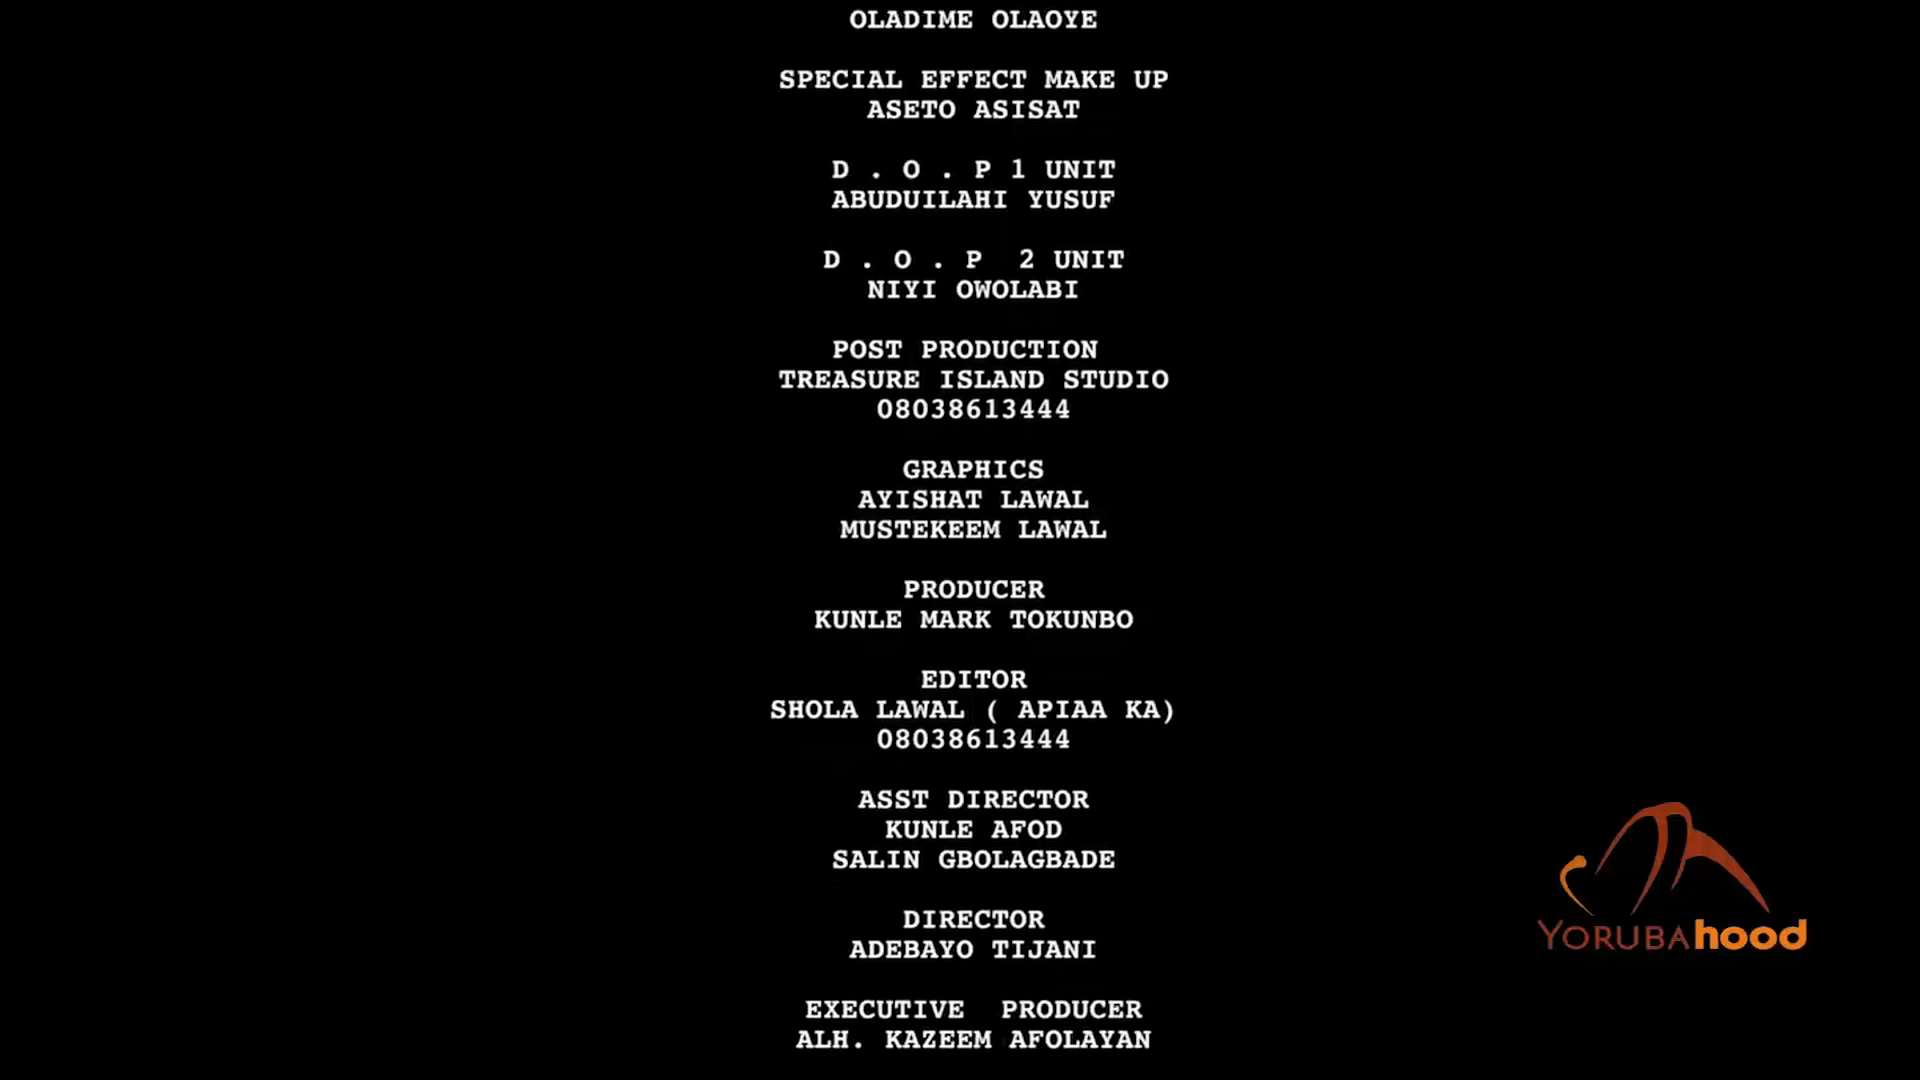 OLADIME OLAOYE
SPECIAL EFFECT MAKE UP
ASETO ASISAT
D . O . P 1 UNIT
ABUDUILAHI YUSUF
D . O . P  2 UNIT
NIYI OWOLABI
POST PRODUCTION
TREASURE ISLAND STUDIO
08038613444
GRAPHICS
AYISHAT LAWAL
MUSTEKEEM LAWAL
PRODUCER
KUNLE MARK TOKUNBO
EDITOR
SHOLA LAWAL ( APIAA KA)
08038613444
ASST DIRECTOR
KUNLE AFOD
SALIN GBOLAGBADE
DIRECTOR
ADEBAYO TIJANI
EXECUTIVE  PRODUCER
ALH. KAZEEM AFOLAYAN
YORUBAhood